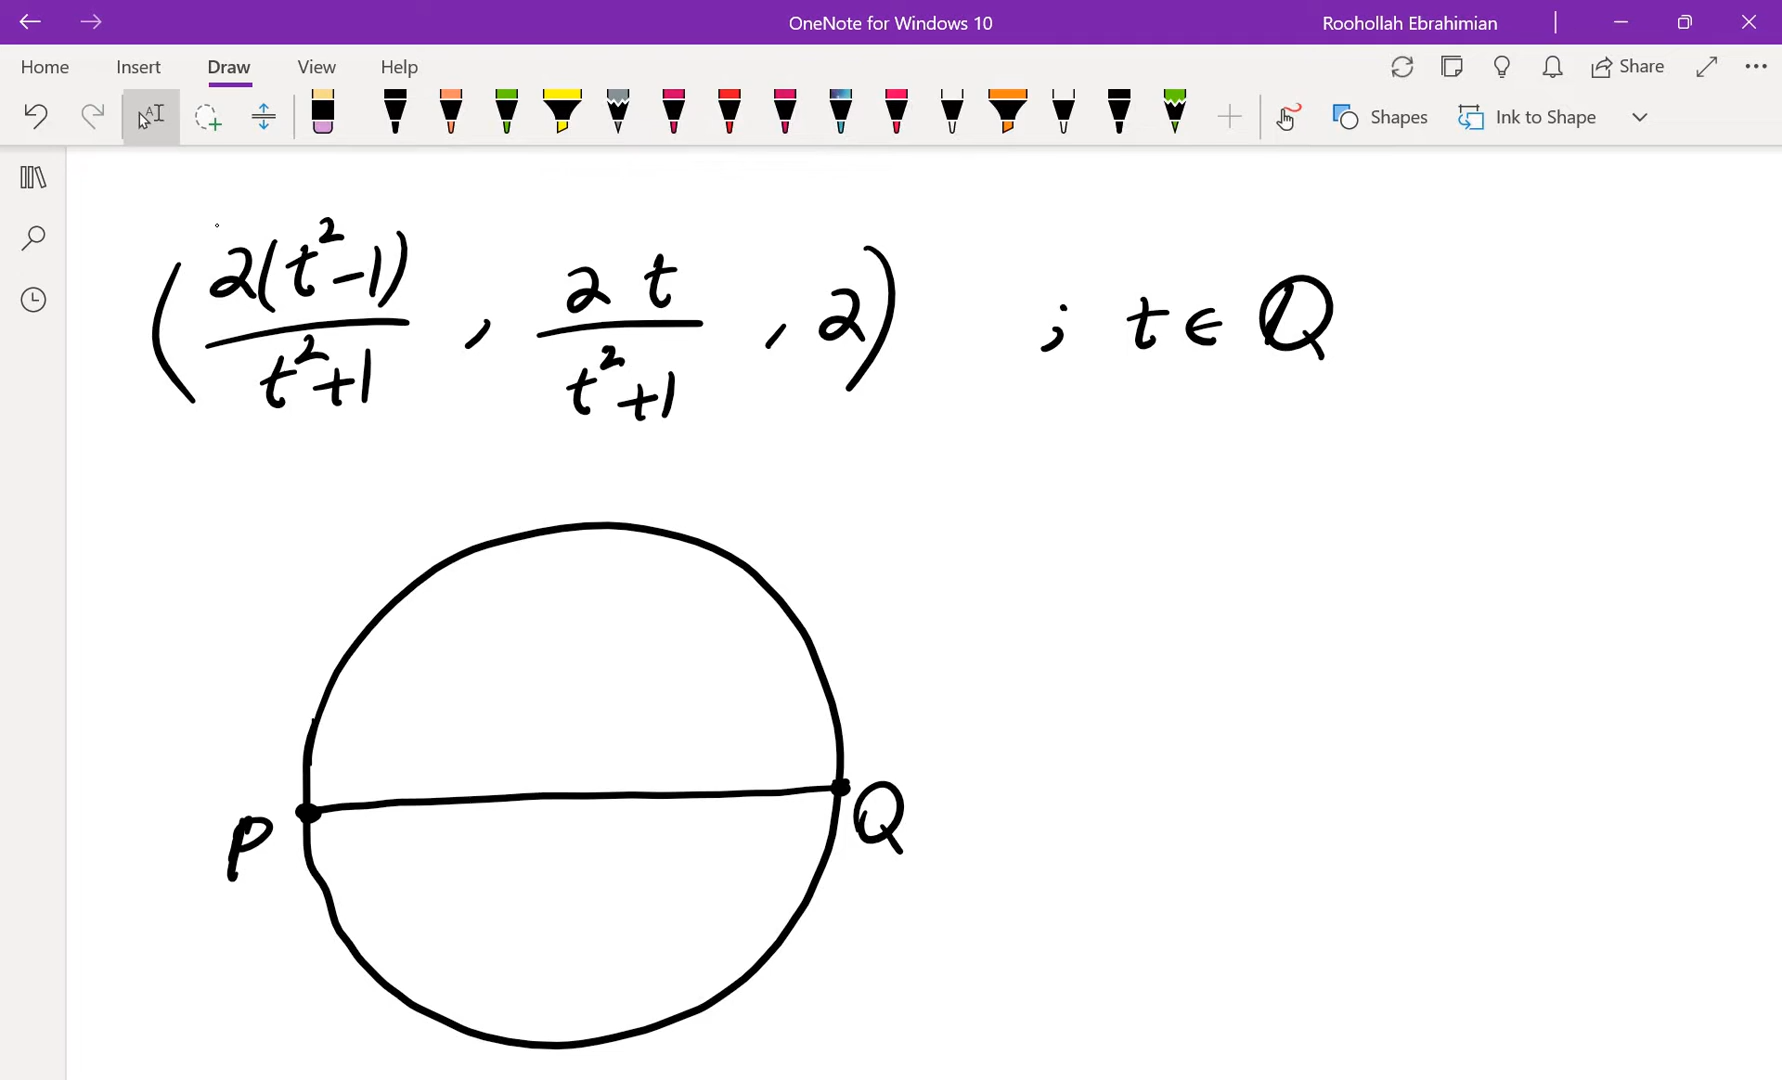 OneNote for Windows 10 Roohollah Ebrahimian
Home Insert Draw View Help Share
Shapes Ink to Shape
( 2(t²-1)/(t²+1) , 2 t/(t²+1) , 2 ) ; t ∈ Q
P Q